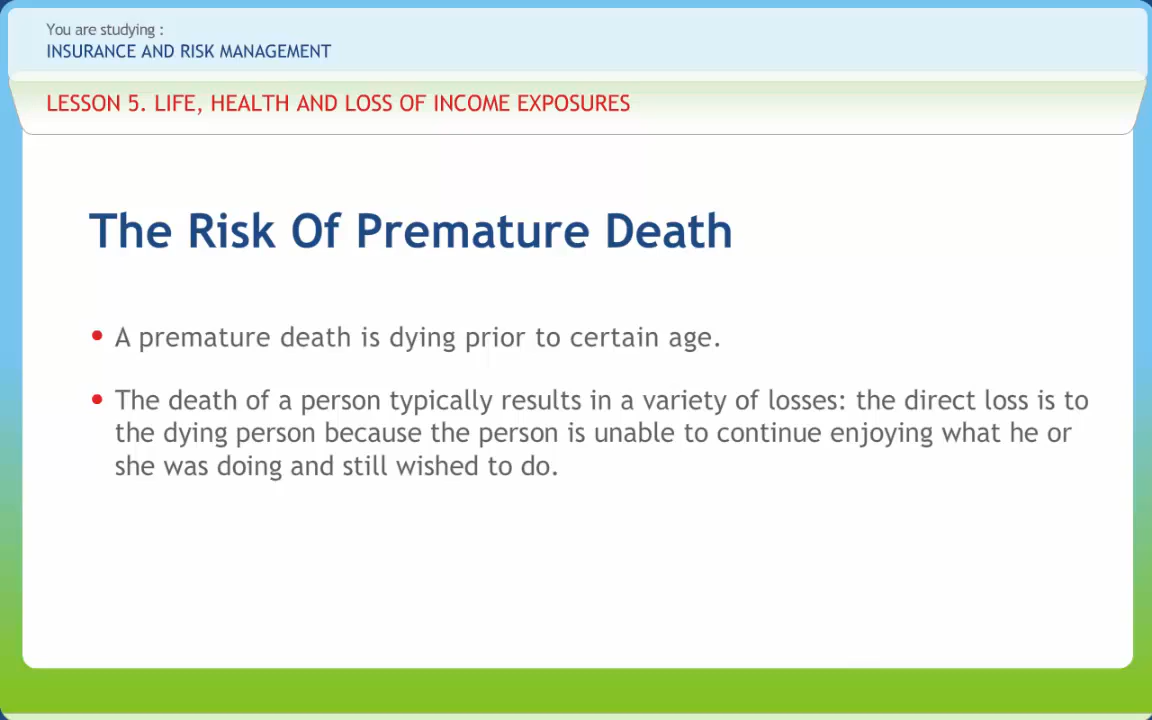 You are studying :
INSURANCE AND RISK MANAGEMENT
LESSON 5. LIFE, HEALTH AND LOSS OF INCOME EXPOSURES
The Risk Of Premature Death
• A premature death is dying prior to certain age.
• The death of a person typically results in a variety of losses: the direct loss is to
the dying person because the person is unable to continue enjoying what he or
she was doing and still wished to do.